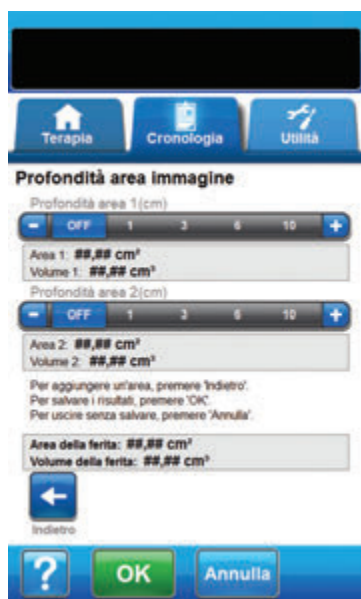 Terapia Cronologia Utilità
Profondità area immagine
Profondità area 1(cm)
- OFF 1 3 6 10 +
Area 1: ##,## cm²
Volume 1: ##,## cm³
Profondità area 2(cm)
- OFF 1 3 6 10 +
Area 2: ##,## cm²
Volume 2: ##,## cm³
Per aggiungere un'area, premere 'Indietro'.
Per salvare i risultati, premere 'OK'.
Per uscire senza salvare, premere 'Annulla'.
Area della ferita: ##,## cm²
Volume della ferita: ##,## cm³
Indietro
? OK Annulla